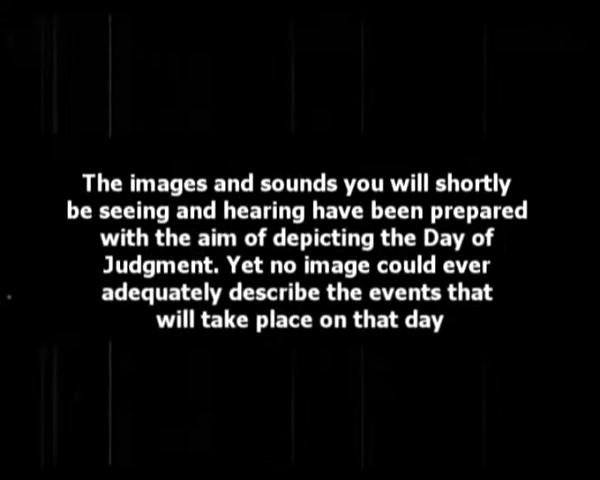 The images and sounds you will shortly
be seeing and hearing have been prepared
with the aim of depicting the Day of
Judgment. Yet no image could ever
adequately describe the events that
will take place on that day